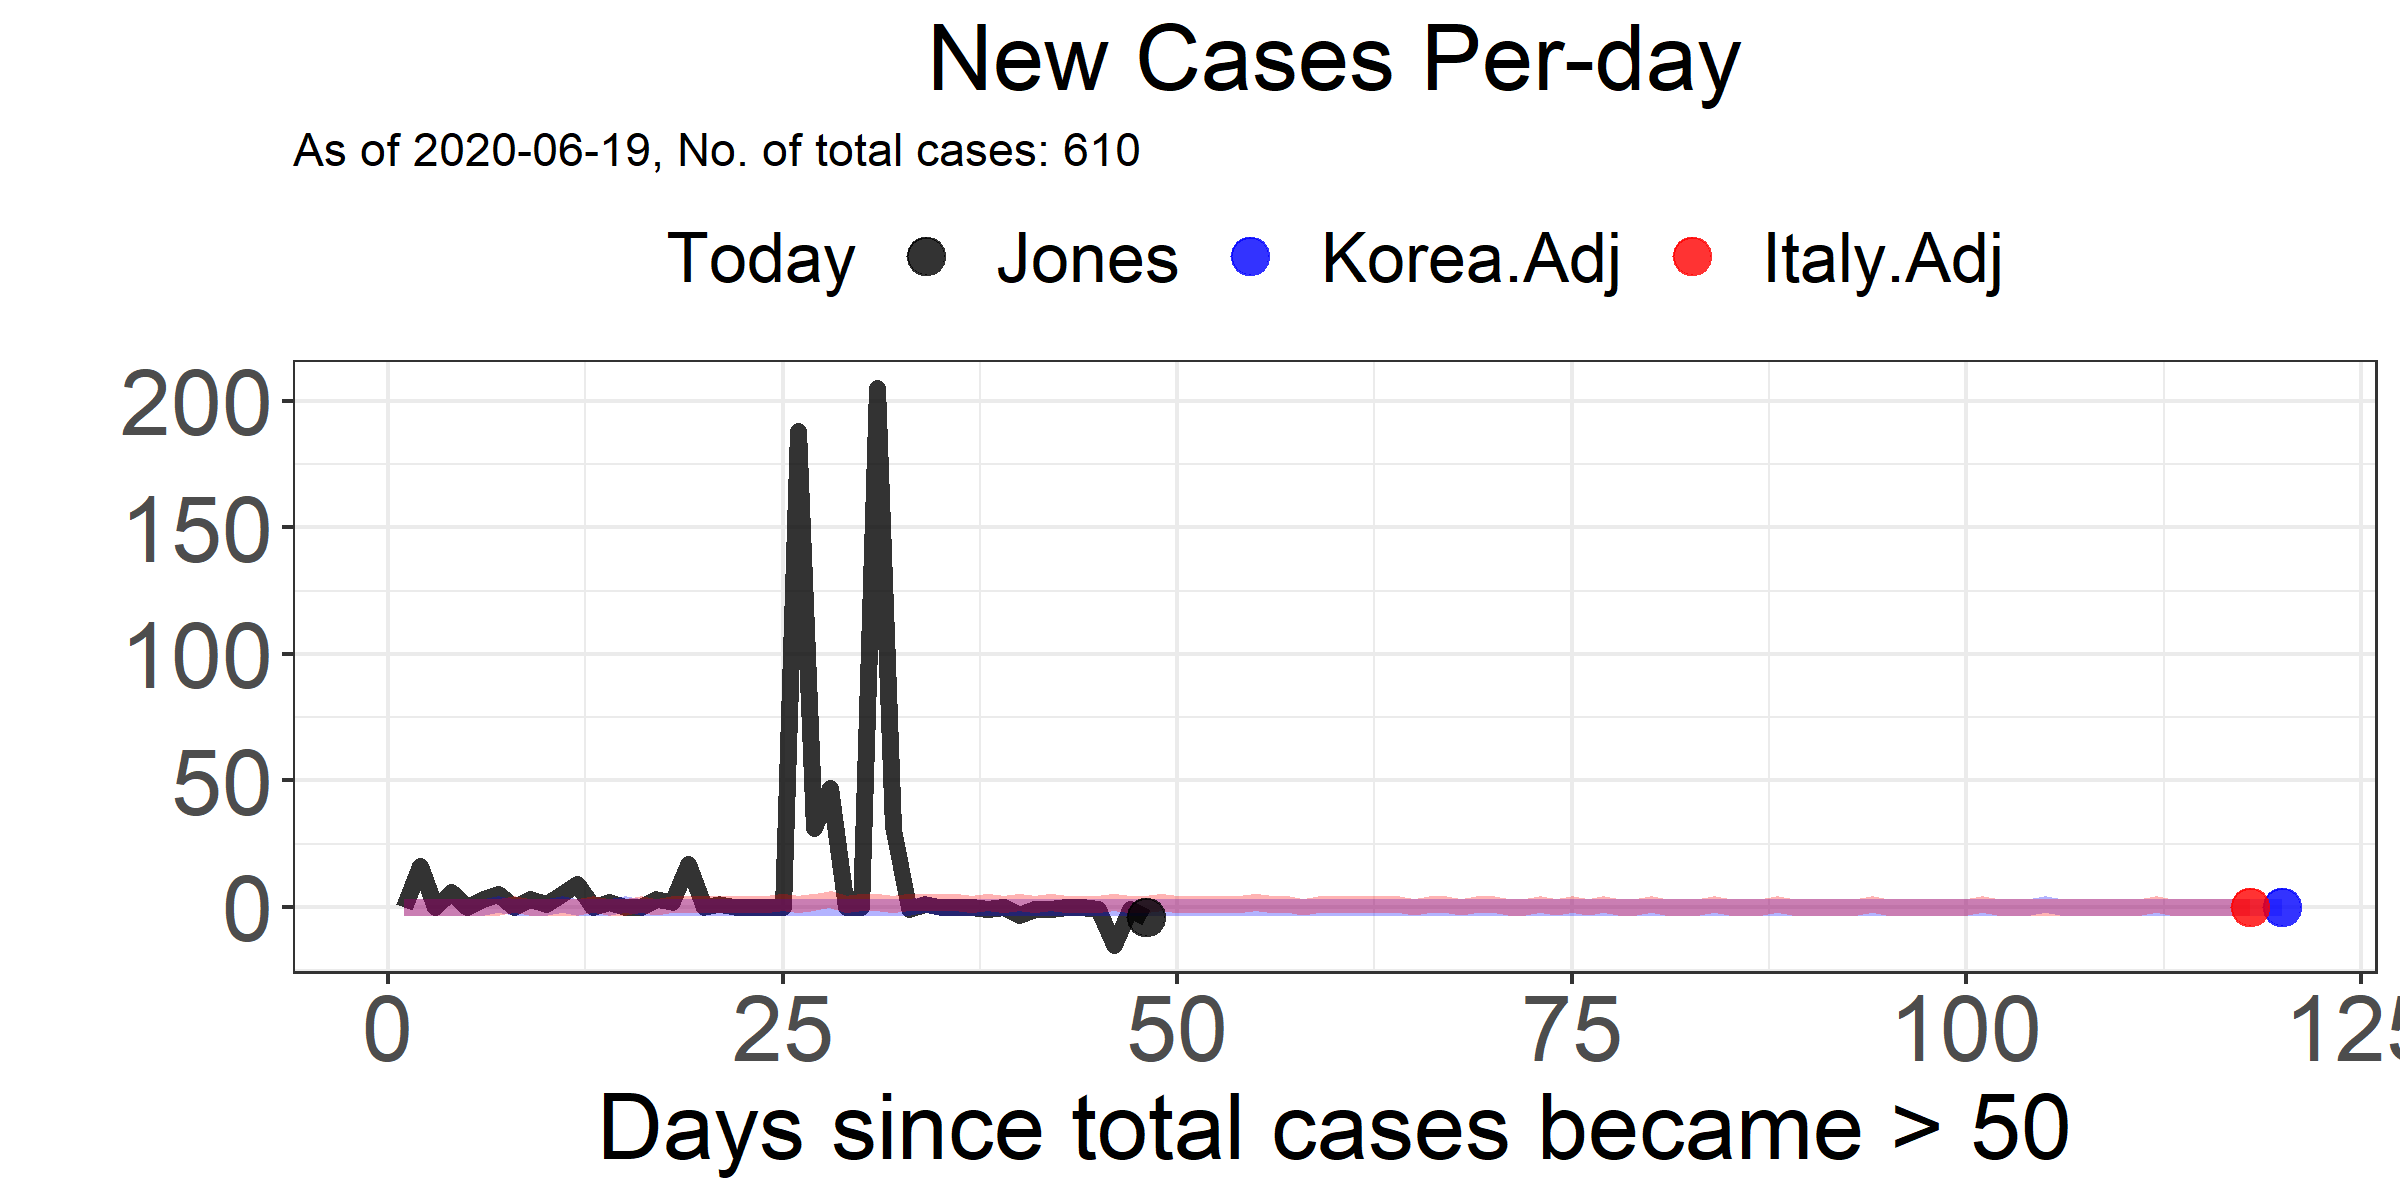 New Cases Per-day
As of 2020-06-19, No. of total cases: 610
Today Jones Korea.Adj Italy.Adj
200
150
100
50
0
0 25 50 75 100 125
Days since total cases became > 50